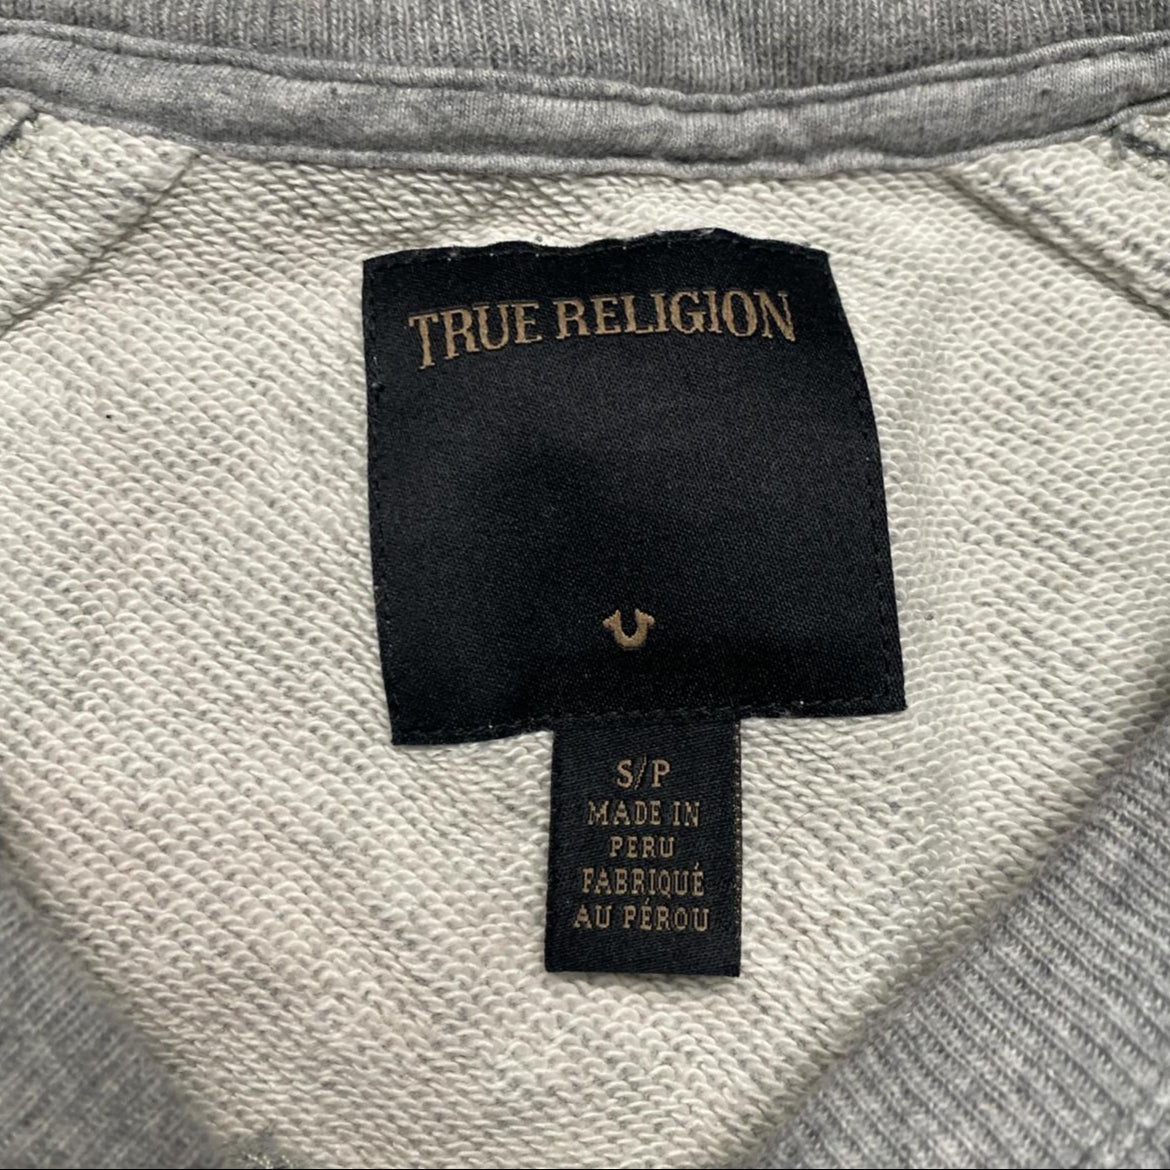 TRUE RELIGION
S/P
MADE IN
PERU
FABRIQUÉ
AU PÉROU